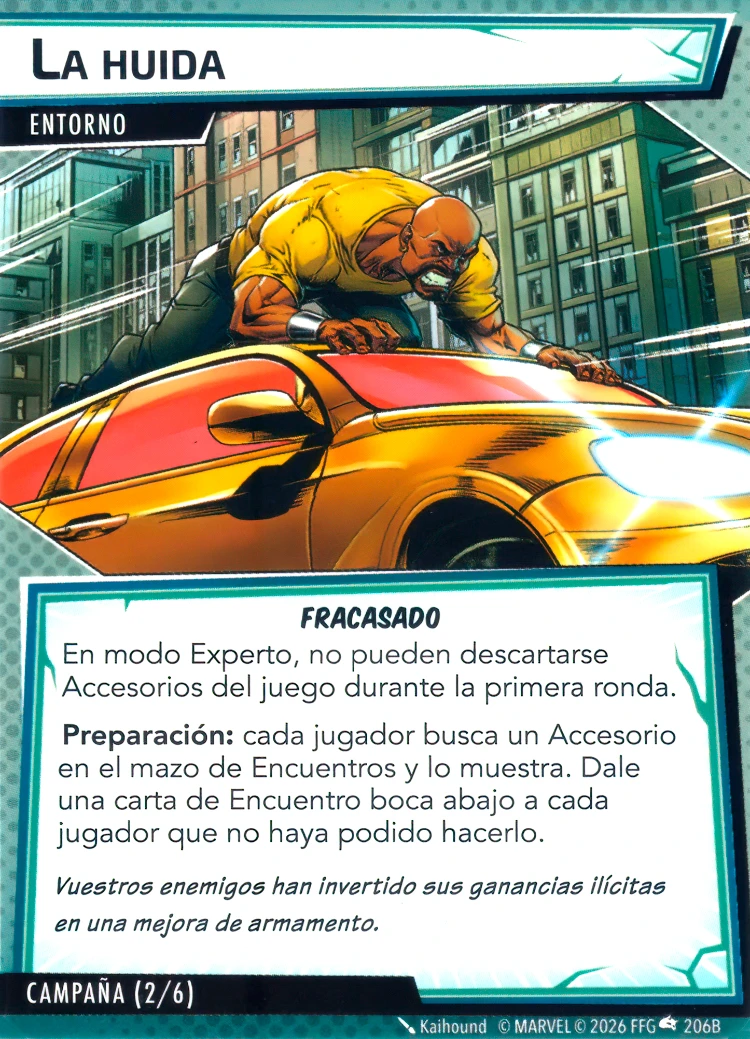 La huida
ENTORNO
FRACASADO
En modo Experto, no pueden descartarse
Accesorios del juego durante la primera ronda.
Preparación: cada jugador busca un Accesorio
en el mazo de Encuentros y lo muestra. Dale
una carta de Encuentro boca abajo a cada
jugador que no haya podido hacerlo.
Vuestros enemigos han invertido sus ganancias ilícitas
en una mejora de armamento.
CAMPAÑA (2/6)
Kaihound © MARVEL © 2026 FFG 206B